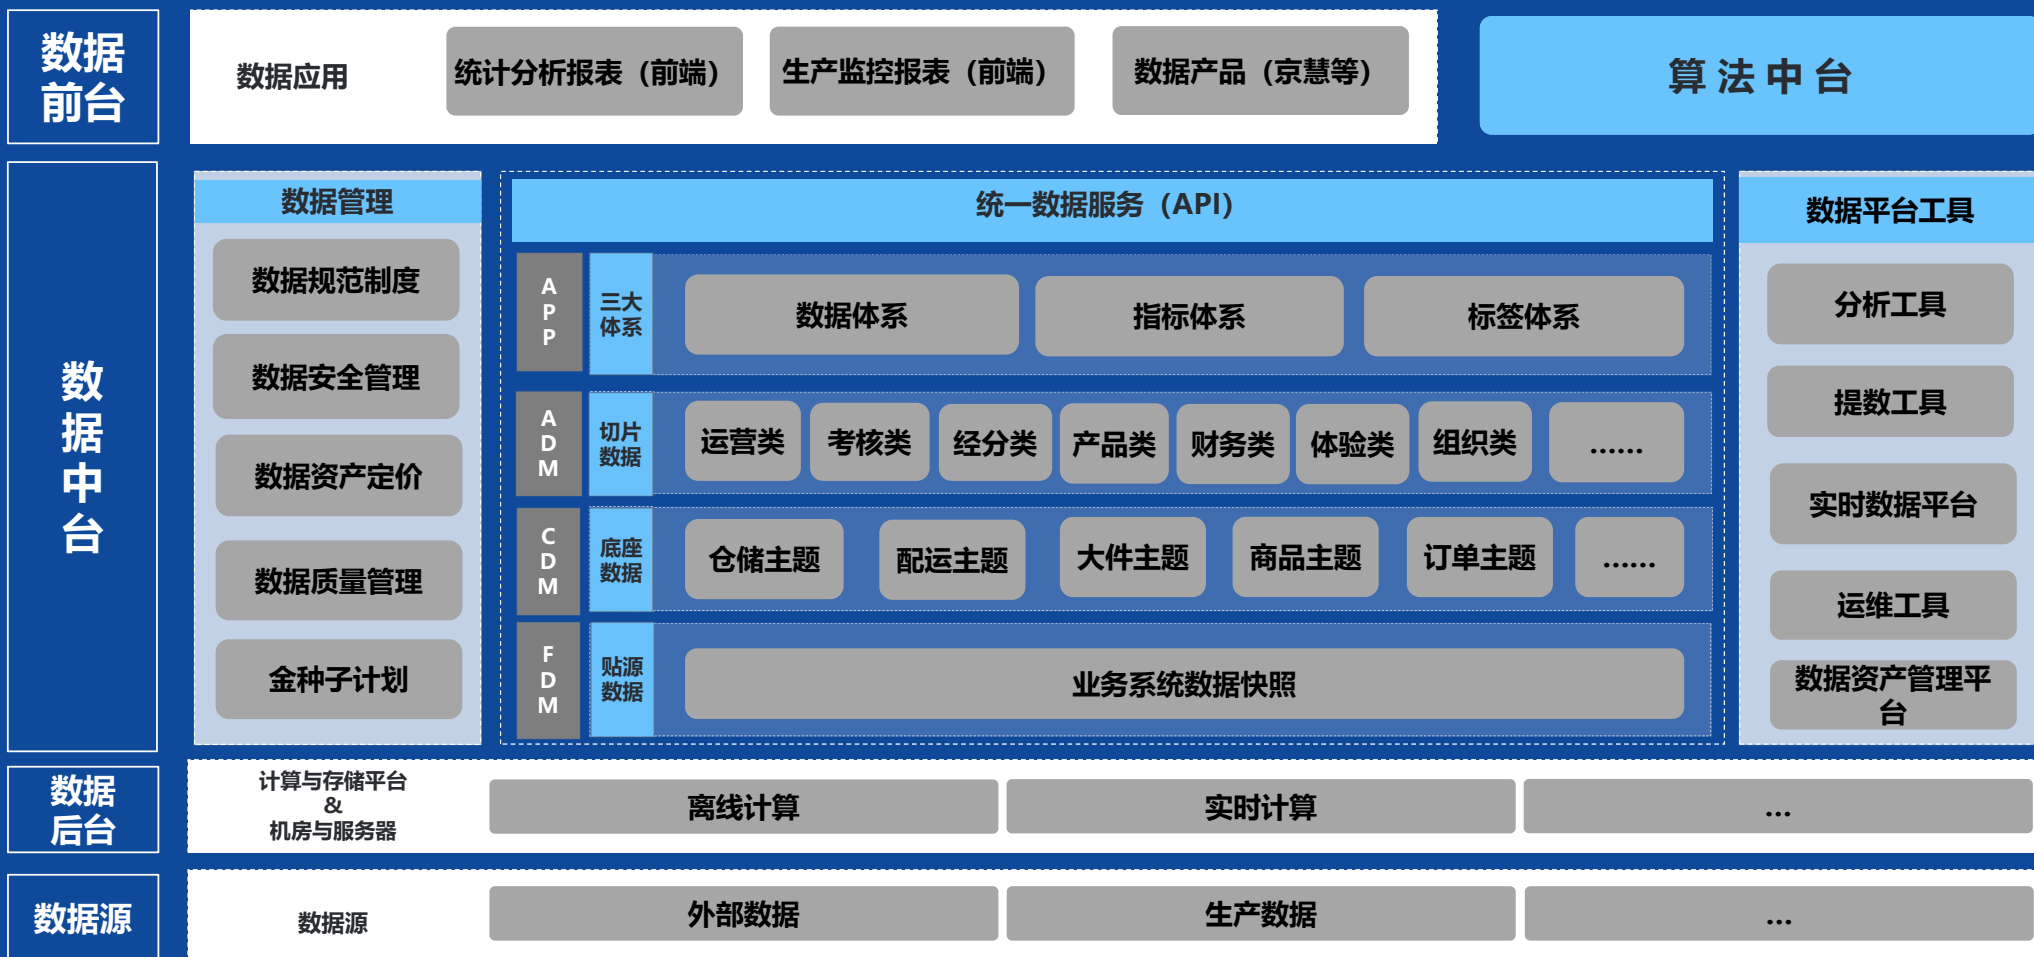 数据
前台
数据应用
统计分析报表（前端）
生产监控报表（前端）
数据产品（京慧等）
算法中台
数
据
中
台
数据管理
数据规范制度
数据安全管理
数据资产定价
数据质量管理
金种子计划
统一数据服务（API）
A
P
P
三大
体系
数据体系
指标体系
标签体系
A
D
M
切片
数据
运营类
考核类
经分类
产品类
财务类
体验类
组织类
……
C
D
M
底座
数据
仓储主题
配运主题
大件主题
商品主题
订单主题
……
F
D
M
贴源
数据
业务系统数据快照
数据平台工具
分析工具
提数工具
实时数据平台
运维工具
数据资产管理平
台
数据
后台
计算与存储平台
&
机房与服务器
离线计算
实时计算
...
数据源
数据源
外部数据
生产数据
...